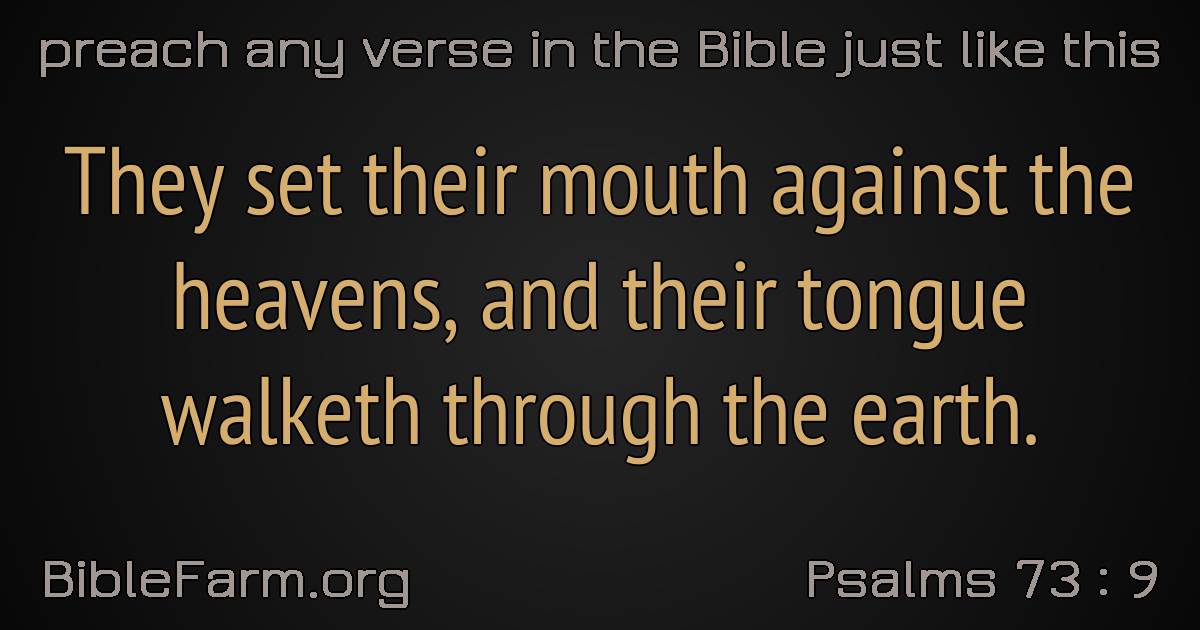 preach any verse in the Bible just like this
They set their mouth against the
heavens, and their tongue
walketh through the earth.
BibleFarm.org
Psalms 73 : 9